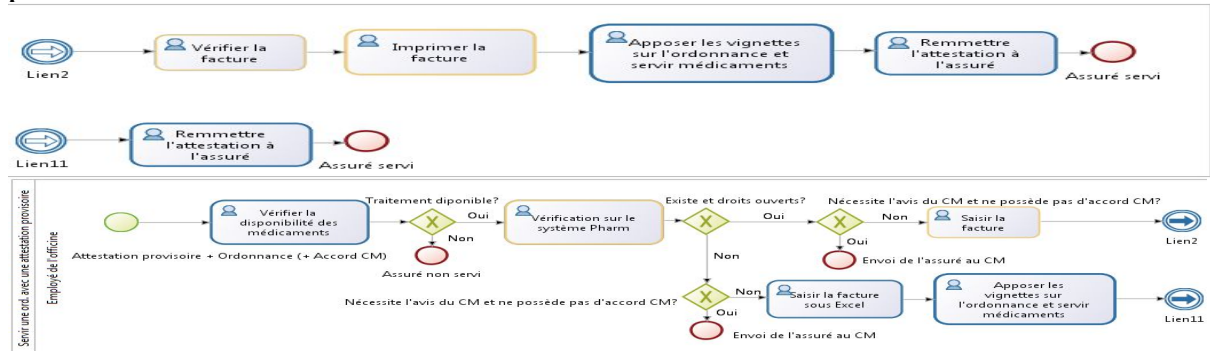 Vérifier la
facture
Imprimer la
facture
Apposer les vignettes
sur l'ordonnance et
servir médicaments
Remmettre
l'attestation à
l'assuré
Lien2
Assuré servi
Remmettre
l'attestation à
l'assuré
Lien11
Assuré servi
Servir une ord. avec une attestation provisoire
Employé de l'officine
Attestation provisoire + Ordonnance (+ Accord CM)
Vérifier la
disponibilité des
médicaments
Traitement diponible?
Oui
Non
Assuré non servi
Vérification sur le
système Pharm
Existe et droits ouverts?
Oui
Non
Nécessite l'avis du CM et ne possède pas d'accord CM?
Non
Oui
Envoi de l'assuré au CM
Saisir la
facture
Lien2
Nécessite l'avis du CM et ne possède pas d'accord CM?
Non
Oui
Envoi de l'assuré au CM
Saisir la facture
sous Excel
Apposer les
vignettes sur
l'ordonnance et servir
médicaments
Lien11